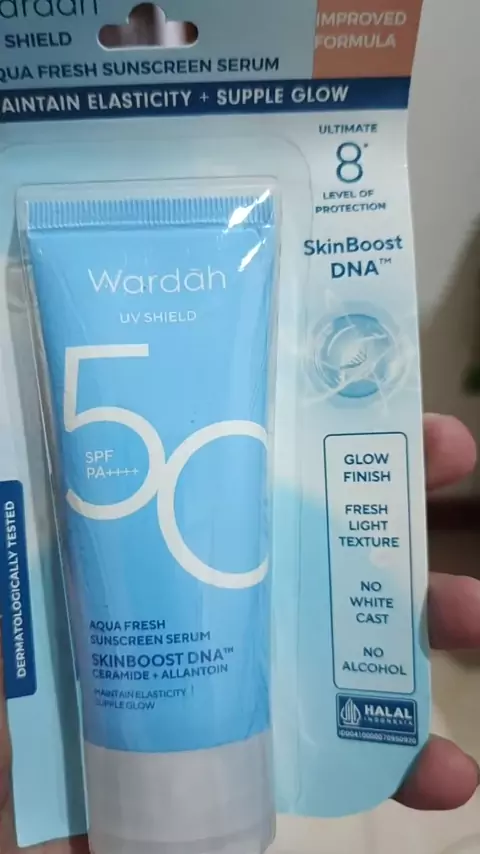 SHIELD
AQUA FRESH SUNSCREEN SERUM
MAINTAIN ELASTICITY + SUPPLE GLOW
IMPROVED
FORMULA
ULTIMATE
8*
LEVEL OF
PROTECTION
SkinBoost
DNA™
Wardah
UV SHIELD
50
SPF
PA++++
AQUA FRESH
SUNSCREEN SERUM
SKINBOOST DNA™
CERAMIDE + ALLANTOIN
MAINTAIN ELASTICITY |
SUPPLE GLOW
DERMATOLOGICALLY TESTED
GLOW
FINISH
FRESH
LIGHT
TEXTURE
NO
WHITE
CAST
NO
ALCOHOL
HALAL
INDONESIA